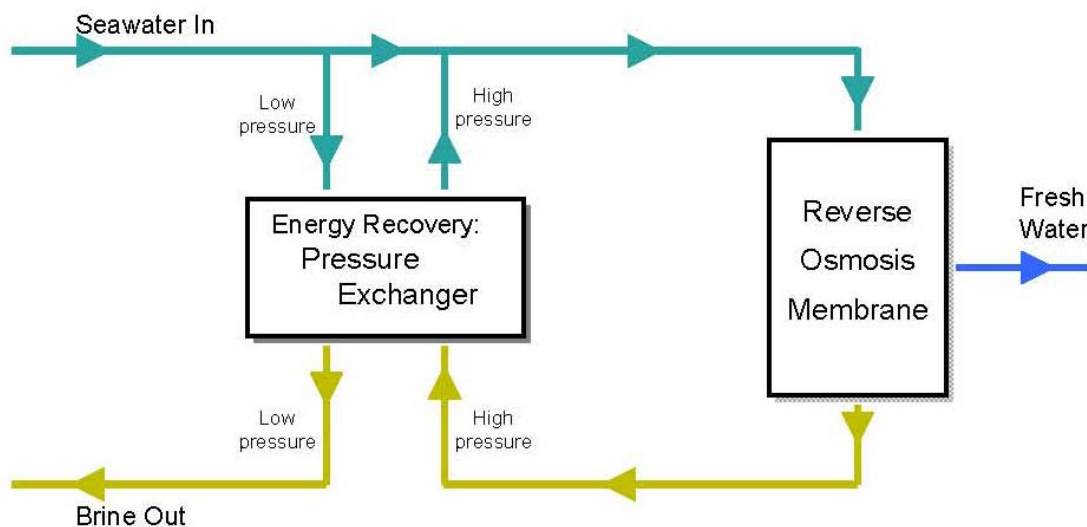 Seawater In
Low
pressure
High
pressure
Energy Recovery:
Pressure
Exchanger
Reverse
Osmosis
Membrane
Fresh
Water
Low
pressure
High
pressure
Brine Out